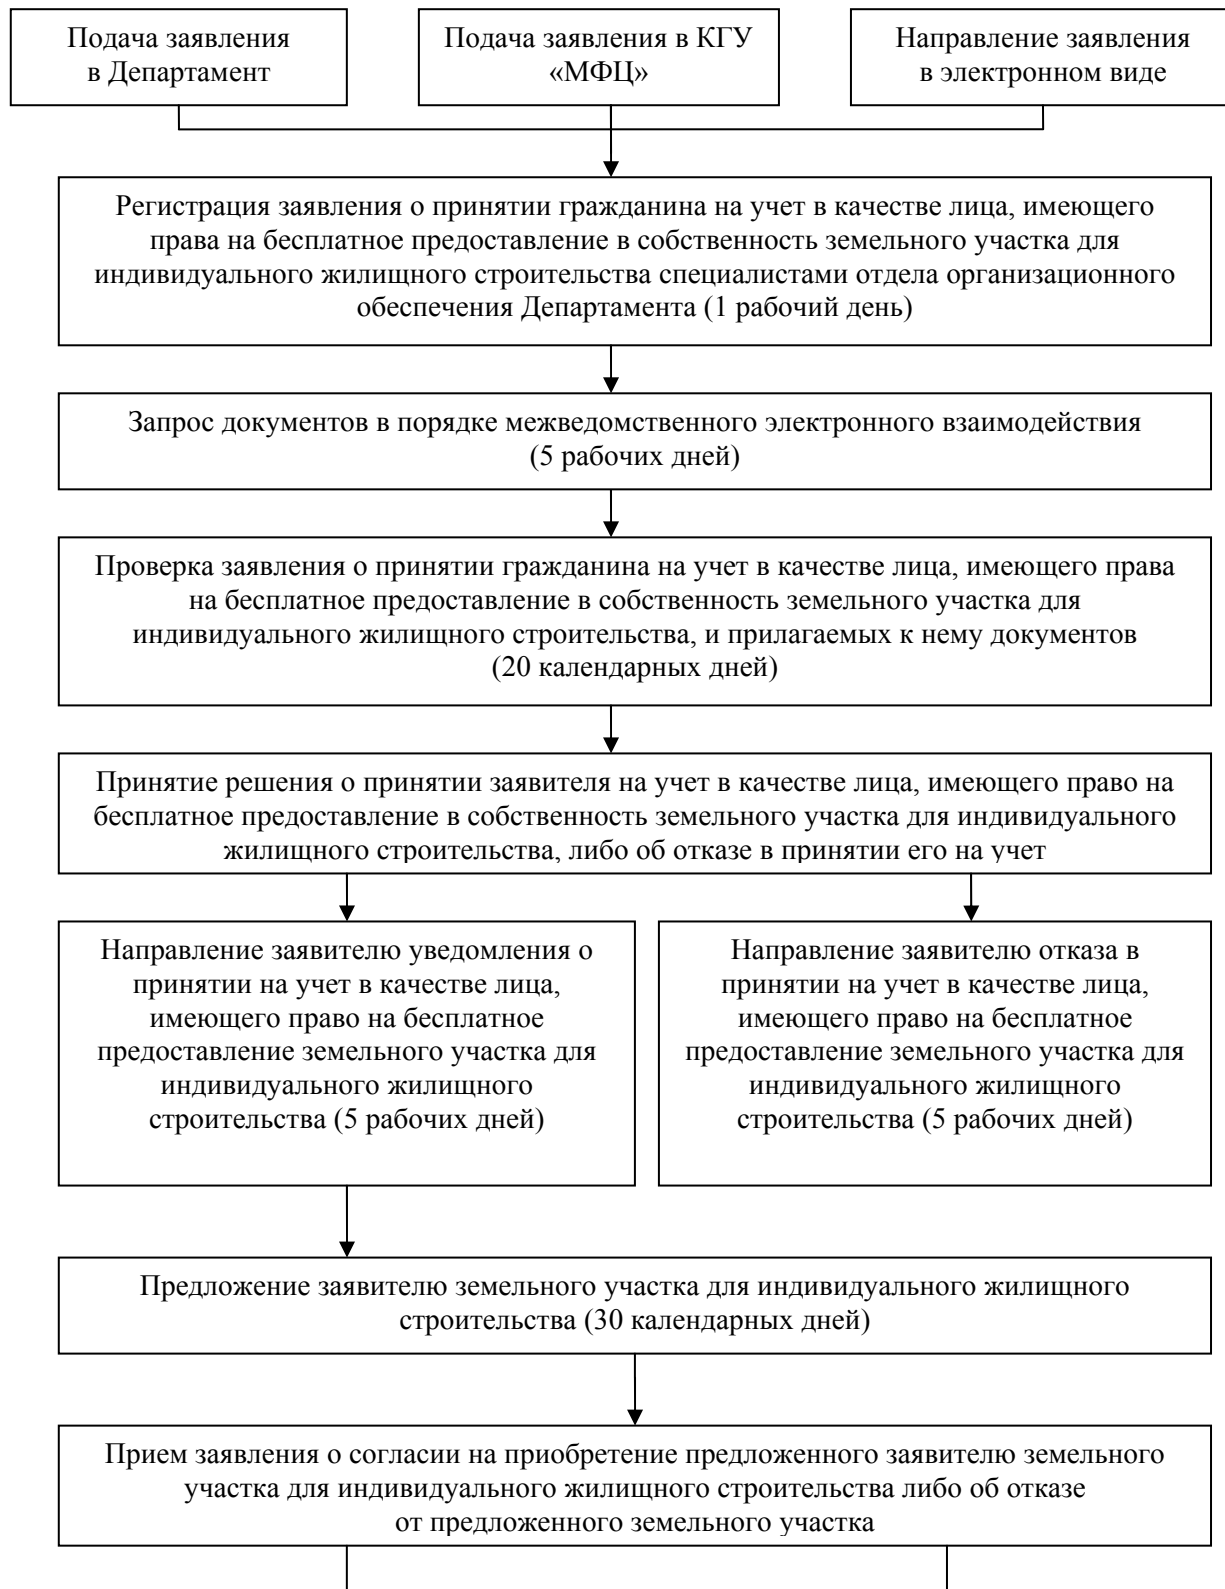 Подача заявления
в Департамент
Подача заявления в КГУ
«МФЦ»
Направление заявления
в электронном виде
Регистрация заявления о принятии гражданина на учет в качестве лица, имеющего
права на бесплатное предоставление в собственность земельного участка для
индивидуального жилищного строительства специалистами отдела организационного
обеспечения Департамента (1 рабочий день)
Запрос документов в порядке межведомственного электронного взаимодействия
(5 рабочих дней)
Проверка заявления о принятии гражданина на учет в качестве лица, имеющего права
на бесплатное предоставление в собственность земельного участка для
индивидуального жилищного строительства, и прилагаемых к нему документов
(20 календарных дней)
Принятие решения о принятии заявителя на учет в качестве лица, имеющего право на
бесплатное предоставление в собственность земельного участка для индивидуального
жилищного строительства, либо об отказе в принятии его на учет
Направление заявителю уведомления о
принятии на учет в качестве лица,
имеющего право на бесплатное
предоставление земельного участка для
индивидуального жилищного
строительства (5 рабочих дней)
Направление заявителю отказа в
принятии на учет в качестве лица,
имеющего право на бесплатное
предоставление земельного участка для
индивидуального жилищного
строительства (5 рабочих дней)
Предложение заявителю земельного участка для индивидуального жилищного
строительства (30 календарных дней)
Прием заявления о согласии на приобретение предложенного заявителю земельного
участка для индивидуального жилищного строительства либо об отказе
от предложенного земельного участка